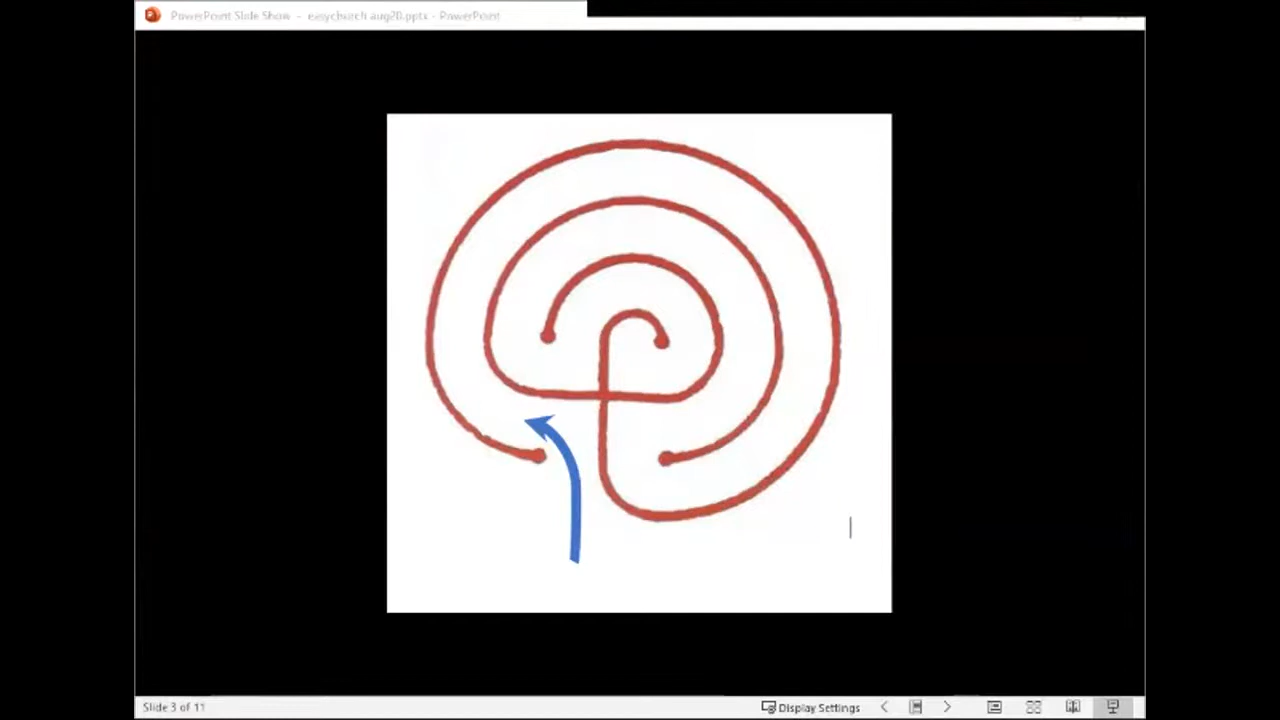 PowerPoint Slide Show - easychurch aug20.pptx - PowerPoint
Slide 3 of 11
Display Settings